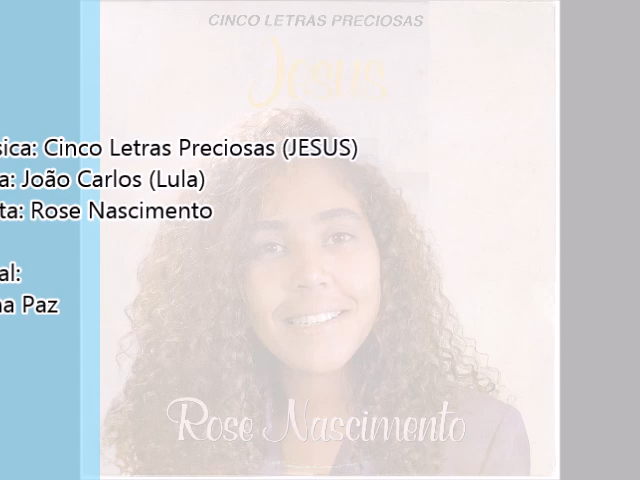 CINCO LETRAS PRECIOSAS
Jesus
sica: Cinco Letras Preciosas (JESUS)
a: João Carlos (Lula)
ta: Rose Nascimento
al:
na Paz
Rose Nascimento